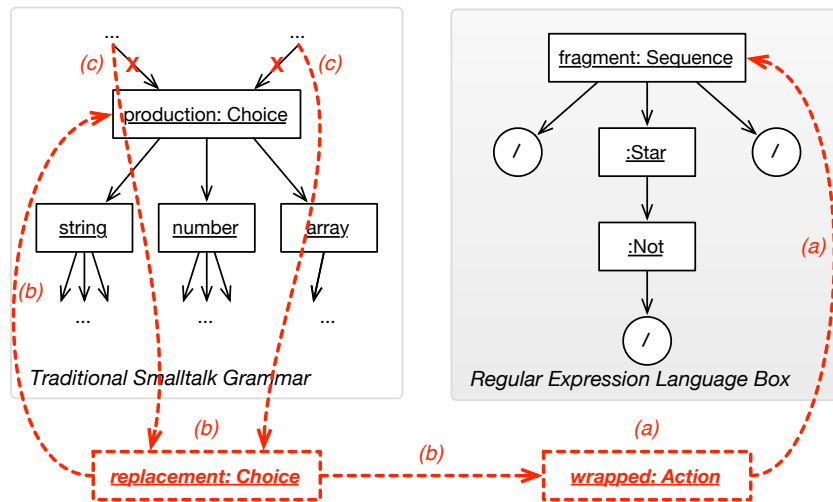 ...
...
(c)
X
X
(c)
production: Choice
string
number
array
(b)
...
...
...
Traditional Smalltalk Grammar
fragment: Sequence
/
:Star
/
:Not
(a)
/
Regular Expression Language Box
(b)
replacement: Choice
(b)
(a)
wrapped: Action